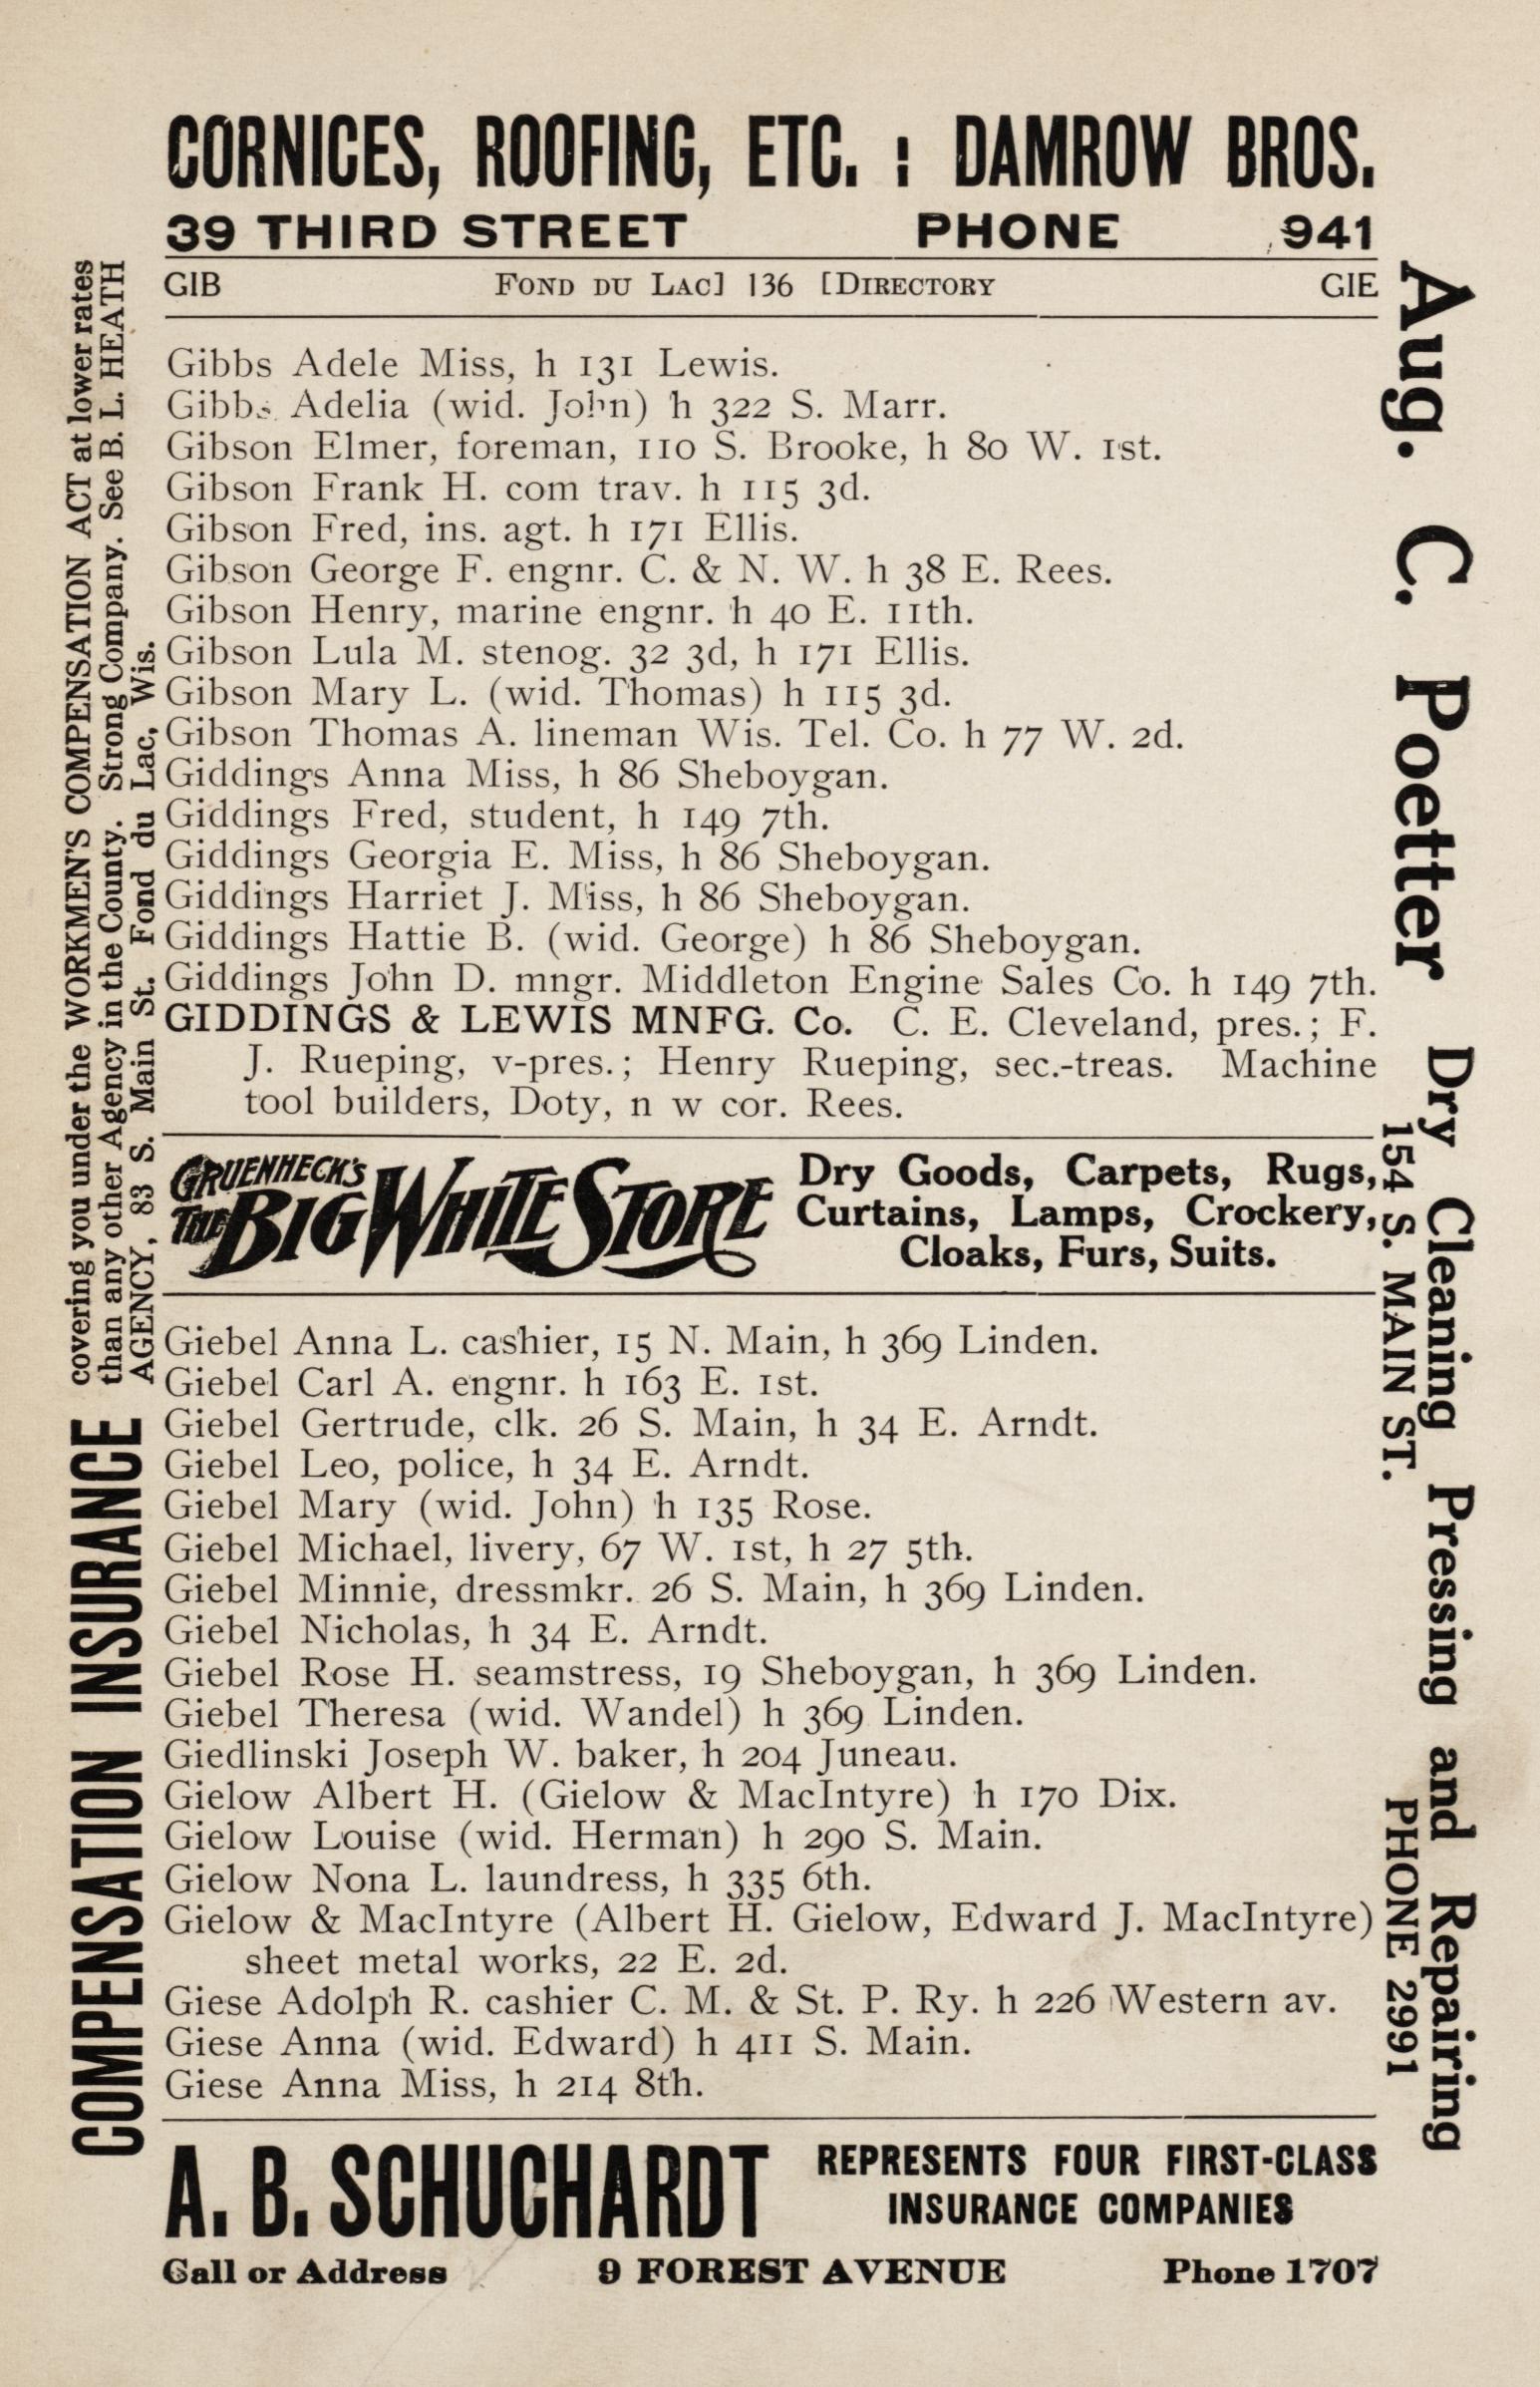 CORNICES, ROOFING, ETC. : DAMROW BROS.
39 THIRD STREET PHONE 941
GIB FOND DU LAC] 136 [DIRECTORY GIE
Gibbs Adele Miss, h 131 Lewis.
Gibbs Adelia (wid. John) h 322 S. Marr.
Gibson Elmer, foreman, 110 S. Brooke, h 80 W. 1st.
Gibson Frank H. com trav. h 115 3d.
Gibson Fred, ins. agt. h 171 Ellis.
Gibson George F. engnr. C. & N. W. h 38 E. Rees.
Gibson Henry, marine engnr. h 40 E. 11th.
Gibson Lula M. stenog. 32 3d, h 171 Ellis.
Gibson Mary L. (wid. Thomas) h 115 3d.
Gibson Thomas A. lineman Wis. Tel. Co. h 77 W. 2d.
Giddings Anna Miss, h 86 Sheboygan.
Giddings Fred, student, h 149 7th.
Giddings Georgia E. Miss, h 86 Sheboygan.
Giddings Harriet J. Miss, h 86 Sheboygan.
Giddings Hattie B. (wid. George) h 86 Sheboygan.
Giddings John D. mngr. Middleton Engine Sales Co. h 149 7th.
GIDDINGS & LEWIS MNFG. Co. C. E. Cleveland, pres.; F.
J. Rueping, v-pres.; Henry Rueping, sec.-treas. Machine
tool builders, Doty, n w cor. Rees.
GRUENHECK'S
THE BIG WHITE STORE
Dry Goods, Carpets, Rugs,
Curtains, Lamps, Crockery,
Cloaks, Furs, Suits.
Giebel Anna L. cashier, 15 N. Main, h 369 Linden.
Giebel Carl A. engnr. h 163 E. 1st.
Giebel Gertrude, clk. 26 S. Main, h 34 E. Arndt.
Giebel Leo, police, h 34 E. Arndt.
Giebel Mary (wid. John) h 135 Rose.
Giebel Michael, livery, 67 W. 1st, h 27 5th.
Giebel Minnie, dressmkr. 26 S. Main, h 369 Linden.
Giebel Nicholas, h 34 E. Arndt.
Giebel Rose H. seamstress, 19 Sheboygan, h 369 Linden.
Giebel Theresa (wid. Wandel) h 369 Linden.
Giedlinski Joseph W. baker, h 204 Juneau.
Gielow Albert H. (Gielow & MacIntyre) h 170 Dix.
Gielow Louise (wid. Herman) h 290 S. Main.
Gielow Nona L. laundress, h 335 6th.
Gielow & MacIntyre (Albert H. Gielow, Edward J. MacIntyre)
sheet metal works, 22 E. 2d.
Giese Adolph R. cashier C. M. & St. P. Ry. h 226 Western av.
Giese Anna (wid. Edward) h 411 S. Main.
Giese Anna Miss, h 214 8th.
A. B. SCHUCHARDT
REPRESENTS FOUR FIRST-CLASS
INSURANCE COMPANIES
Call or Address 9 FOREST AVENUE Phone 1707
COMPENSATION INSURANCE
covering you under the WORKMEN'S COMPENSATION ACT at lower rates
than any other Agency in the County. Strong Company. See B. L. HEATH
AGENCY, 83 S. Main St. Fond du Lac, Wis.
Aug. C. Poetter Dry Cleaning Pressing and Repairing
154 S. MAIN ST. PHONE 2991